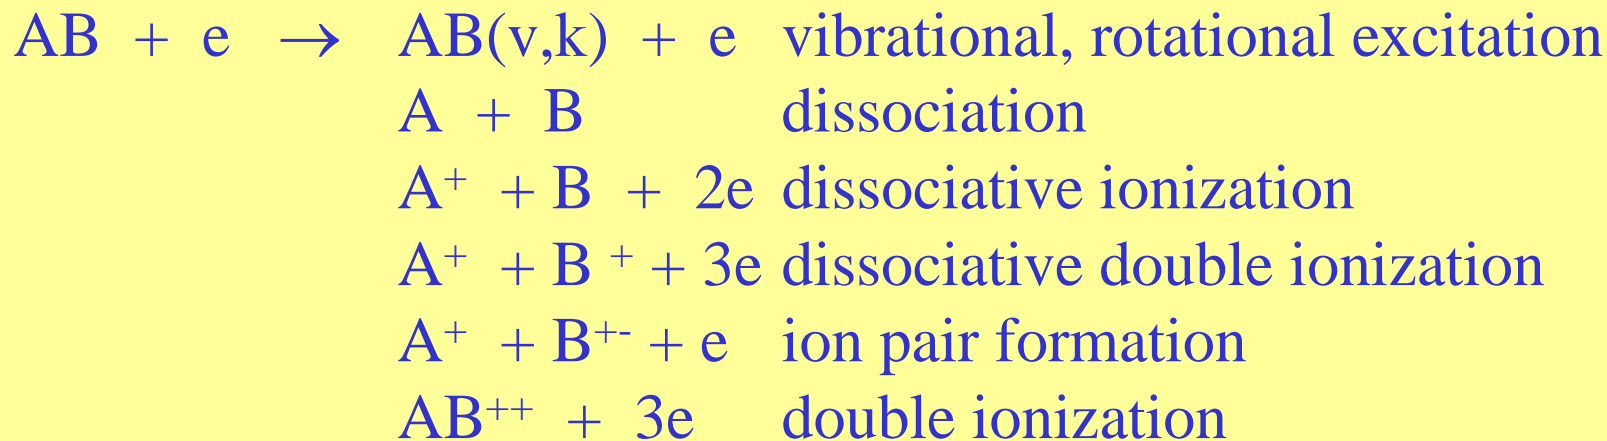 AB + e → AB(v,k) + e vibrational, rotational excitation
A + B dissociation
A⁺ + B + 2e dissociative ionization
A⁺ + B ⁺ + 3e dissociative double ionization
A⁺ + B⁺⁻ + e ion pair formation
AB⁺⁺ + 3e double ionization